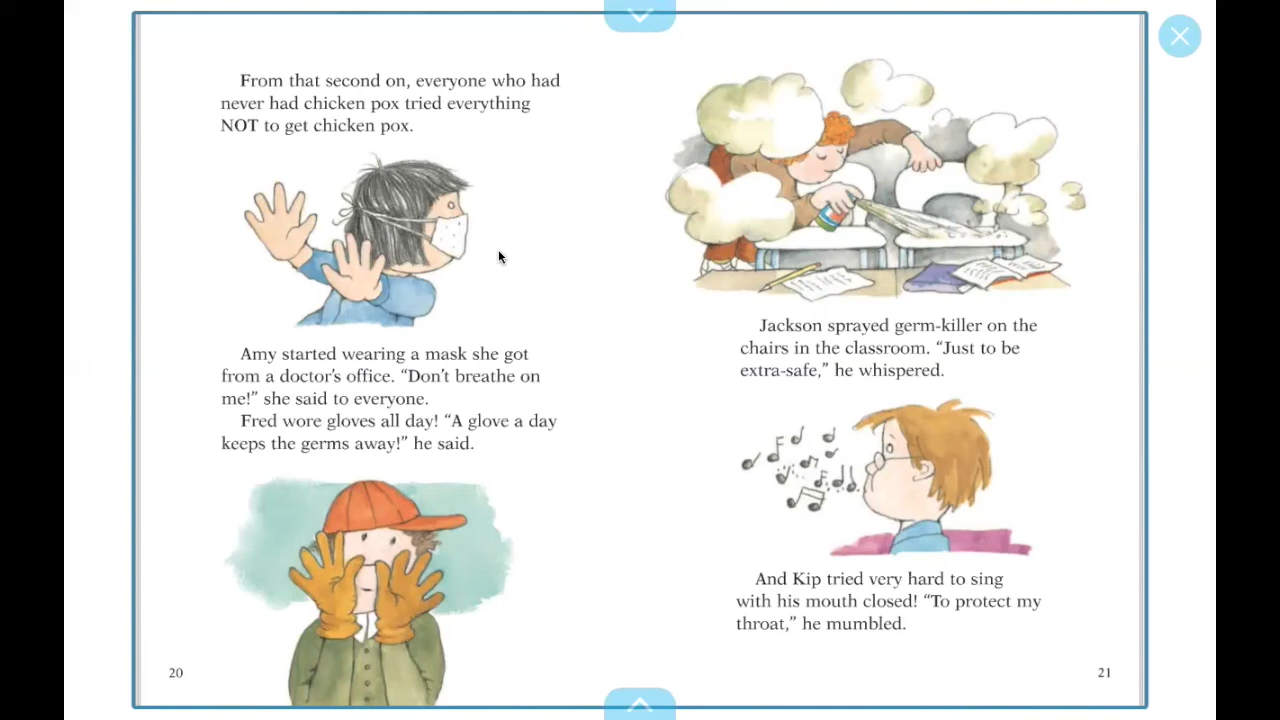 From that second on, everyone who had
never had chicken pox tried everything
NOT to get chicken pox.
Amy started wearing a mask she got
from a doctor's office. “Don't breathe on
me!” she said to everyone.
Fred wore gloves all day! “A glove a day
keeps the germs away!” he said.
20
Jackson sprayed germ-killer on the
chairs in the classroom. “Just to be
extra-safe,” he whispered.
And Kip tried very hard to sing
with his mouth closed! “To protect my
throat,” he mumbled.
21